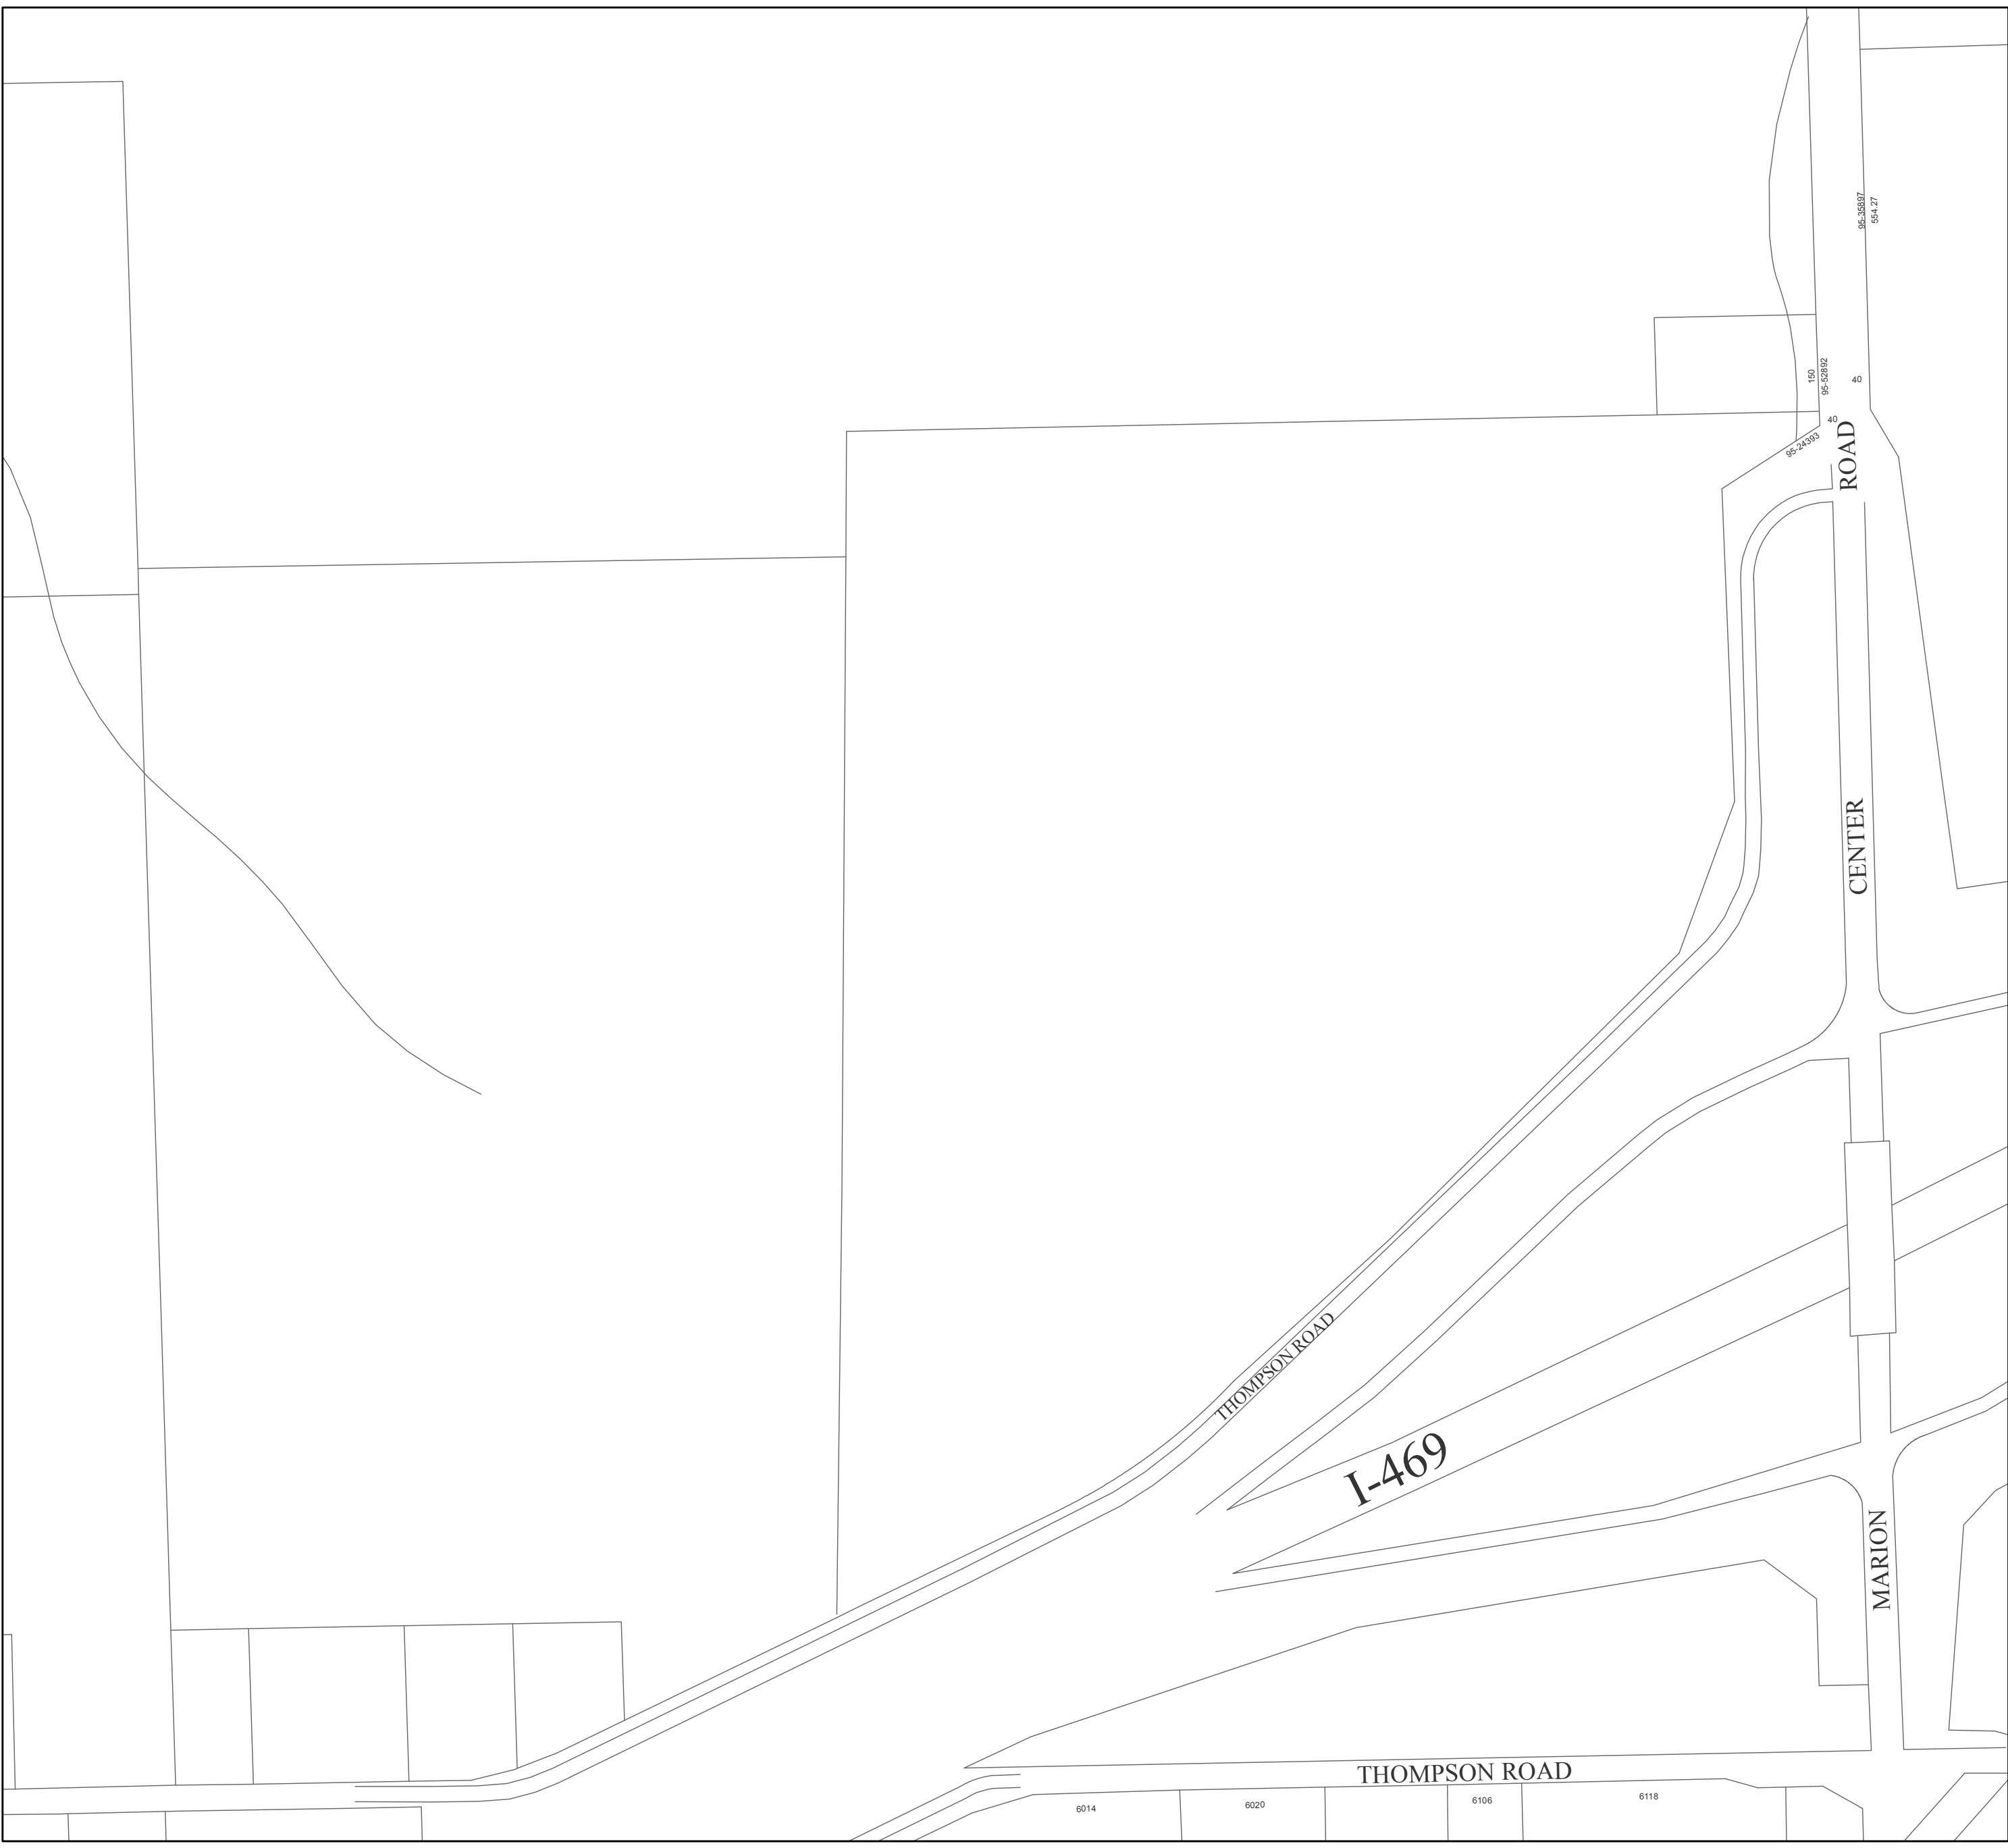 95-35897
554.27
150
95-52892
40
40
95-24393
ROAD
CENTER
THOMPSON ROAD
I-469
MARION
THOMPSON ROAD
6014
6020
6106
6118